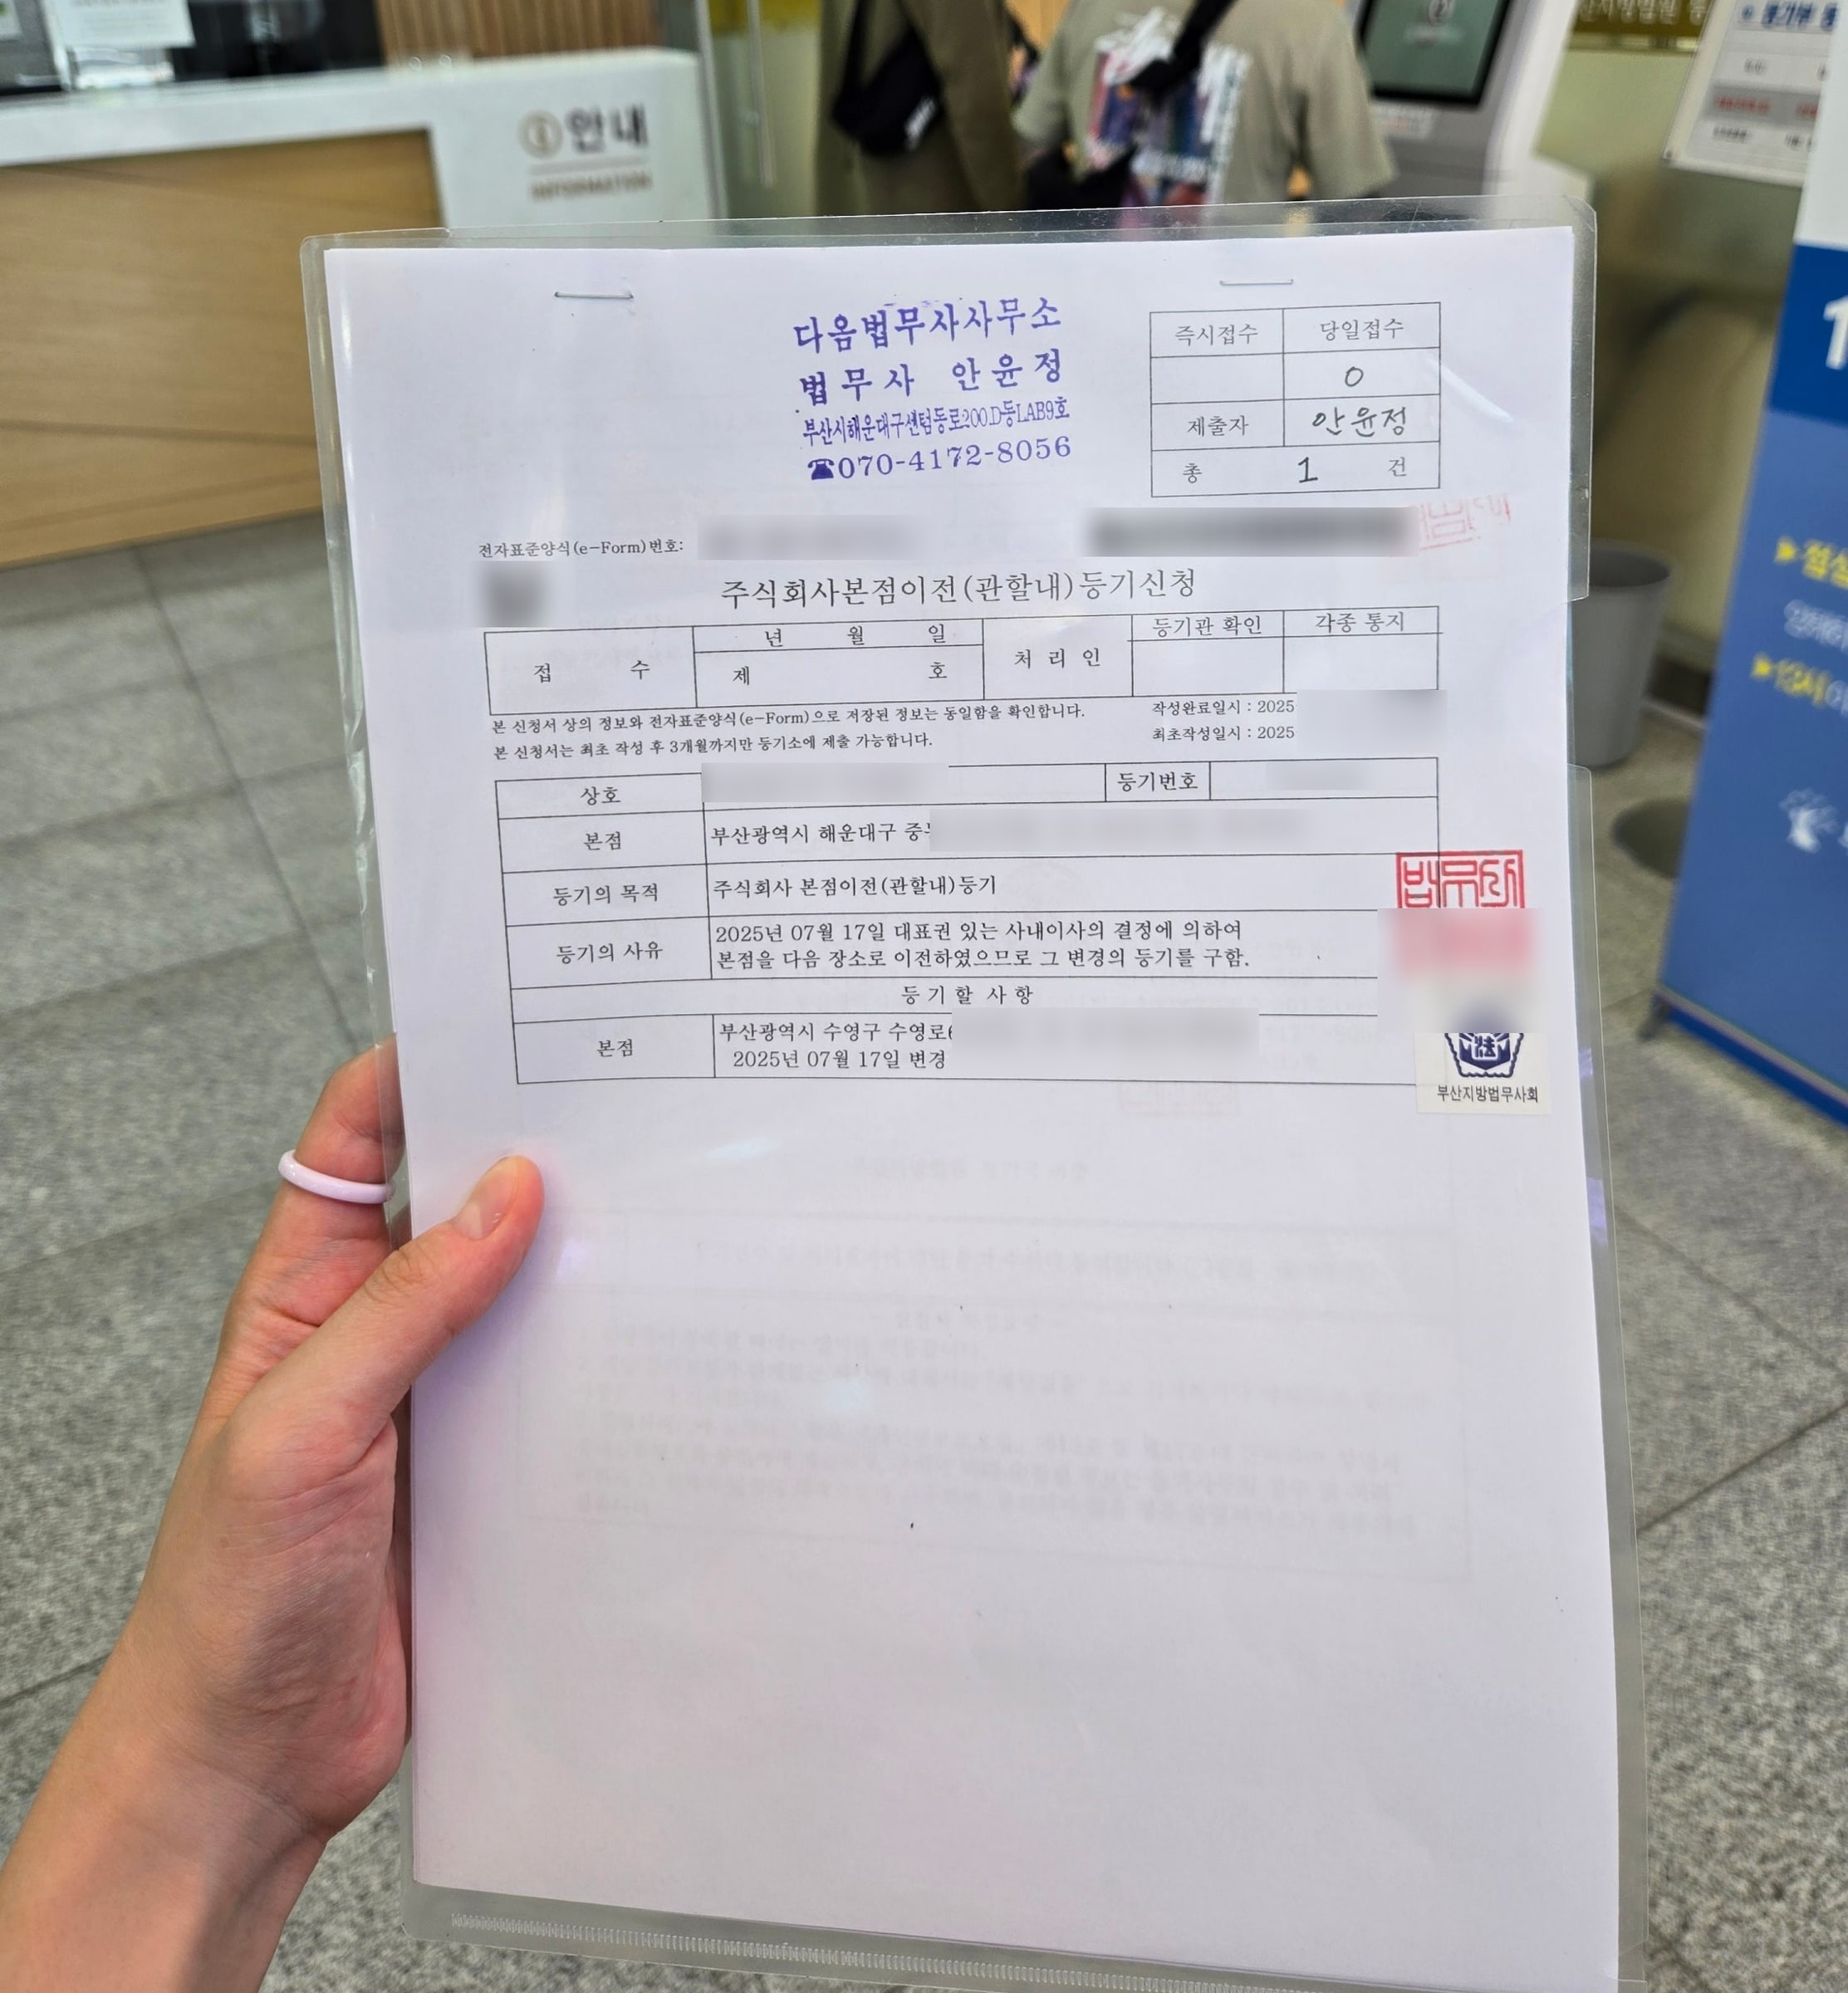 안내
INFORMATION
다옴법무사사무소
법무사 안윤정
부산시해운대구센텀동로200.D동LAB9호
☎070-4172-8056
즉시접수 당일접수
0
제출자 안윤정
총 1 건
전자표준양식(e-Form)번호:
주식회사본점이전(관할내)등기신청
접 수 년 월 일 처 리 인 등기관 확인 각종 통지
제 호
본 신청서 상의 정보와 전자표준양식(e-Form)으로 저장된 정보는 동일함을 확인합니다.
작성완료일시 : 2025
본 신청서는 최초 작성 후 3개월까지만 등기소에 제출 가능합니다.
최초작성일시 : 2025
상호 등기번호
본점 부산광역시 해운대구
등기의 목적 주식회사 본점이전(관할내)등기
법무사
등기의 사유 2025년 07월 17일 대표권 있는 사내이사의 결정에 의하여
본점을 다음 장소로 이전하였으므로 그 변경의 등기를 구함.
등 기 할 사 항
본점 부산광역시 수영구 수영로
2025년 07월 17일 변경
法
부산지방법무사회